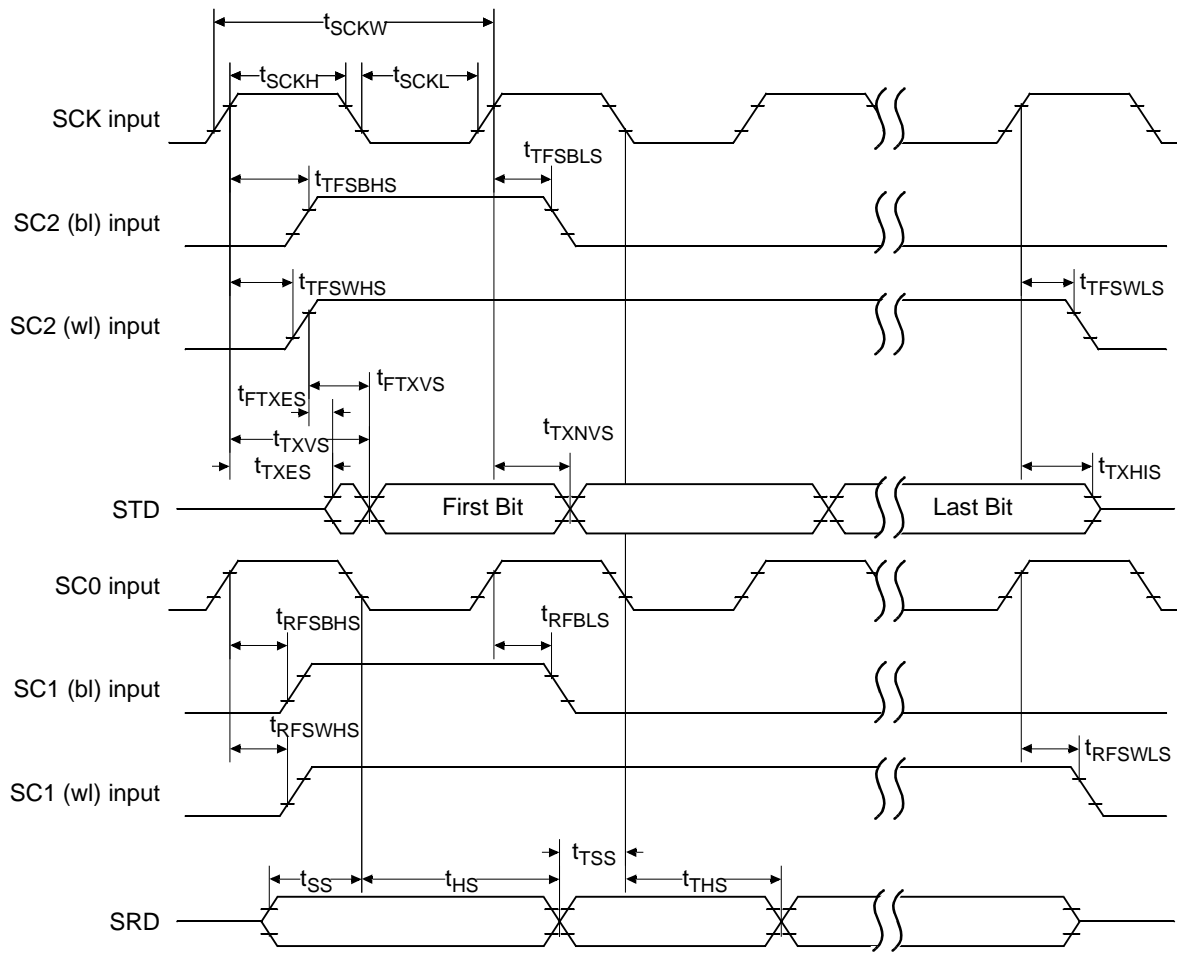 tSCKW
tSCKH
tSCKL
SCK input
tTFSBHS
tTFSBLS
SC2 (bl) input
tTFSWHS
tTFSWLS
SC2 (wl) input
tFTXES
tFTXVS
tTXVS
tTXNVS
tTXES
tTXHIS
STD
First Bit
Last Bit
SC0 input
tRFSBHS
tRFBLS
SC1 (bl) input
tRFSWHS
tRFSWLS
SC1 (wl) input
tTSS
tSS
tHS
tTHS
SRD